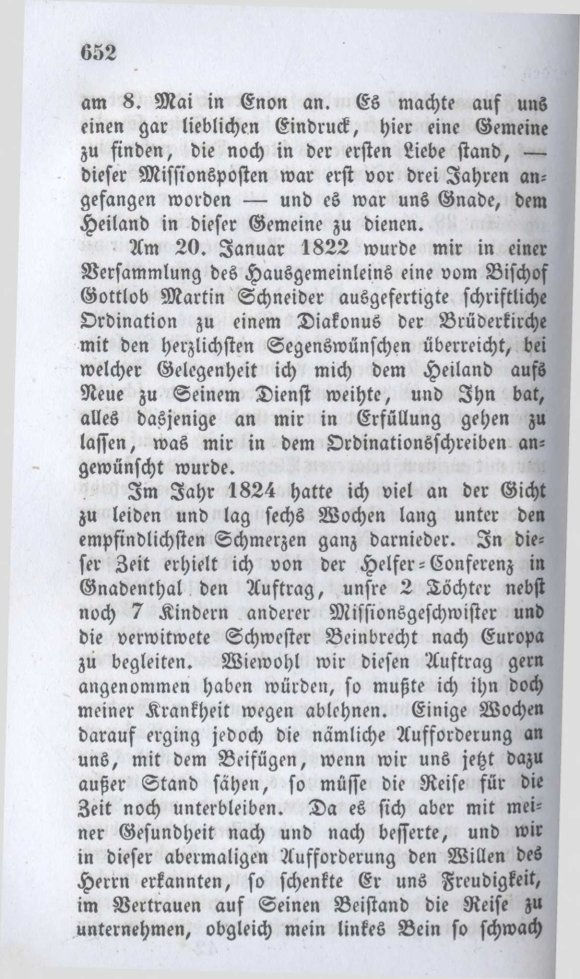 652
am 8. Mai in Enon an. Es machte auf uns
einen gar lieblichen Eindruck, hier eine Gemeine
zu finden, die noch in der ersten Liebe stand, —
dieser Missionsposten war erst vor drei Jahren an-
gefangen worden — und es war uns Gnade, dem
Heiland in dieser Gemeine zu dienen.
Am 20. Januar 1822 wurde mir in einer
Versammlung des Hausgemeinleins eine vom Bischof
Gottlob Martin Schneider ausgefertigte schriftliche
Ordination zu einem Diakonus der Brüderkirche
mit den herzlichsten Segenswünschen überreicht, bei
welcher Gelegenheit ich mich dem Heiland aufs
Neue zu Seinem Dienst weihte, und Ihn bat,
alles dasjenige an mir in Erfüllung gehen zu
lassen, was mir in dem Ordinationsschreiben an-
gewünscht wurde.
Im Jahr 1824 hatte ich viel an der Gicht
zu leiden und lag sechs Wochen lang unter den
empfindlichsten Schmerzen ganz darnieder. In die-
ser Zeit erhielt ich von der Helfer-Conferenz in
Gnadenthal den Auftrag, unsre 2 Töchter nebst
noch 7 Kindern anderer Missionsgeschwister und
die verwitwete Schwester Beinbrecht nach Europa
zu begleiten. Wiewohl wir diesen Auftrag gern
angenommen haben würden, so mußte ich ihn doch
meiner Krankheit wegen ablehnen. Einige Wochen
darauf erging jedoch die nämliche Aufforderung an
uns, mit dem Beifügen, wenn wir uns jetzt dazu
außer Stand sähen, so müsse die Reise für die
Zeit noch unterbleiben. Da es sich aber mit mei-
ner Gesundheit nach und nach besserte, und wir
in dieser abermaligen Aufforderung den Willen des
Herrn erkannten, so schenkte Er uns Freudigkeit,
im Vertrauen auf Seinen Beistand die Reise zu
unternehmen, obgleich mein linkes Bein so schwach